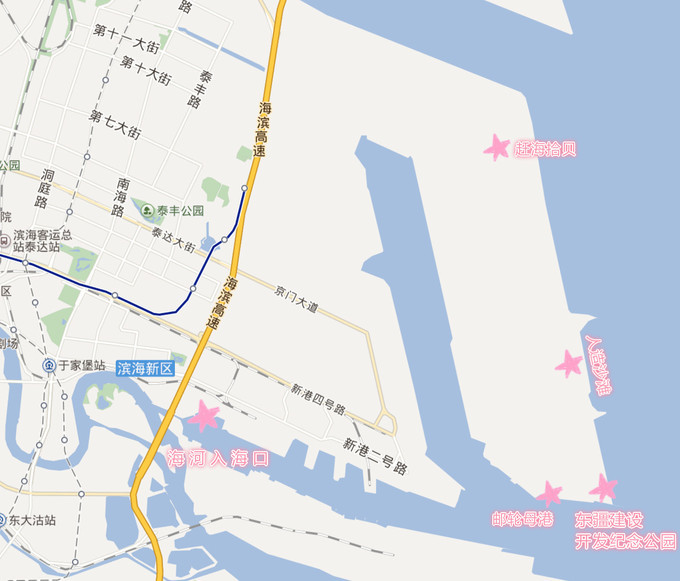 路
第十一大街
第十大街
泰丰路
海滨高速
第七大街
赶海拾贝
公园
洞庭路
南海路
泰丰公园
院
滨海客运总
站泰达站
泰达大街
区
京门大道
海滨高速
剧场
于家堡站
滨海新区
人造沙滩
新港四号路
海河入海口
新港二号路
邮轮母港
东疆建设
开发纪念公园
东大沽站